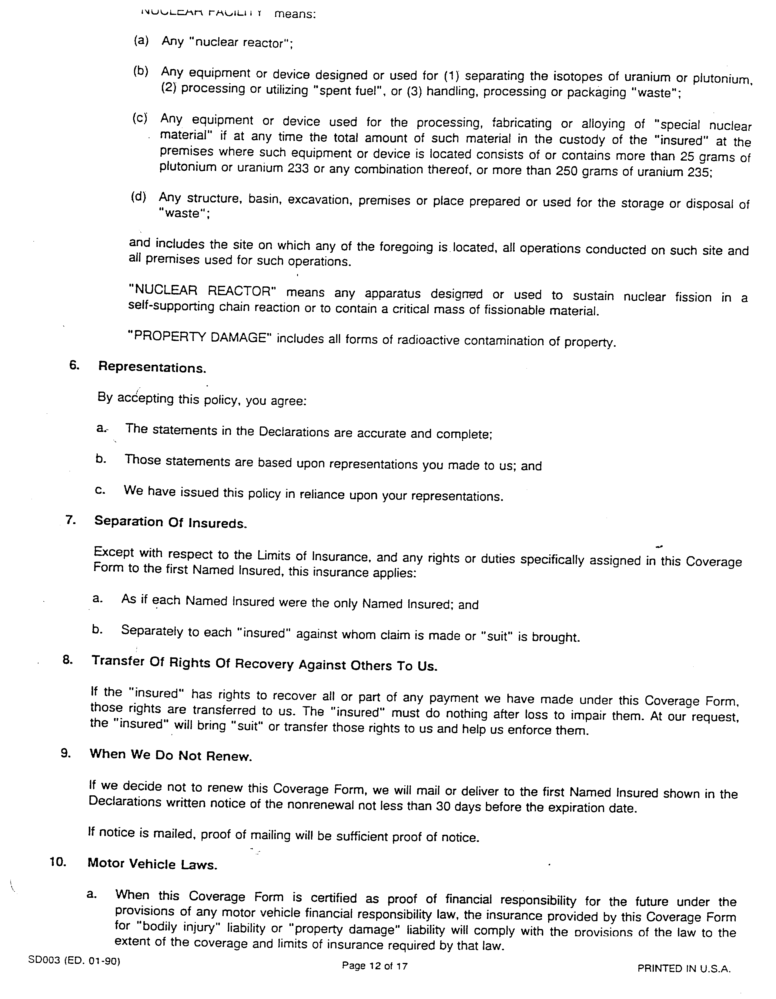 NUCLEAR FACILITY means:
(a) Any "nuclear reactor";
(b) Any equipment or device designed or used for (1) separating the isotopes of uranium or plutonium,
(2) processing or utilizing "spent fuel", or (3) handling, processing or packaging "waste";
(c) Any equipment or device used for the processing, fabricating or alloying of "special nuclear
material" if at any time the total amount of such material in the custody of the "insured" at the
premises where such equipment or device is located consists of or contains more than 25 grams of
plutonium or uranium 233 or any combination thereof, or more than 250 grams of uranium 235;
(d) Any structure, basin, excavation, premises or place prepared or used for the storage or disposal of
"waste";
and includes the site on which any of the foregoing is located, all operations conducted on such site and
all premises used for such operations.
"NUCLEAR REACTOR" means any apparatus designed or used to sustain nuclear fission in a
self-supporting chain reaction or to contain a critical mass of fissionable material.
"PROPERTY DAMAGE" includes all forms of radioactive contamination of property.
6. Representations.
By accepting this policy, you agree:
a. The statements in the Declarations are accurate and complete;
b. Those statements are based upon representations you made to us; and
c. We have issued this policy in reliance upon your representations.
7. Separation Of Insureds.
Except with respect to the Limits of Insurance, and any rights or duties specifically assigned in this Coverage
Form to the first Named Insured, this insurance applies:
a. As if each Named Insured were the only Named Insured; and
b. Separately to each "insured" against whom claim is made or "suit" is brought.
8. Transfer Of Rights Of Recovery Against Others To Us.
If the "insured" has rights to recover all or part of any payment we have made under this Coverage Form,
those rights are transferred to us. The "insured" must do nothing after loss to impair them. At our request,
the "insured" will bring "suit" or transfer those rights to us and help us enforce them.
9. When We Do Not Renew.
If we decide not to renew this Coverage Form, we will mail or deliver to the first Named Insured shown in the
Declarations written notice of the nonrenewal not less than 30 days before the expiration date.
If notice is mailed, proof of mailing will be sufficient proof of notice.
10. Motor Vehicle Laws.
a. When this Coverage Form is certified as proof of financial responsibility for the future under the
provisions of any motor vehicle financial responsibility law, the insurance provided by this Coverage Form
for "bodily injury" liability or "property damage" liability will comply with the provisions of the law to the
extent of the coverage and limits of insurance required by that law.
SD003 (ED. 01-90)
Page 12 of 17
PRINTED IN U.S.A.